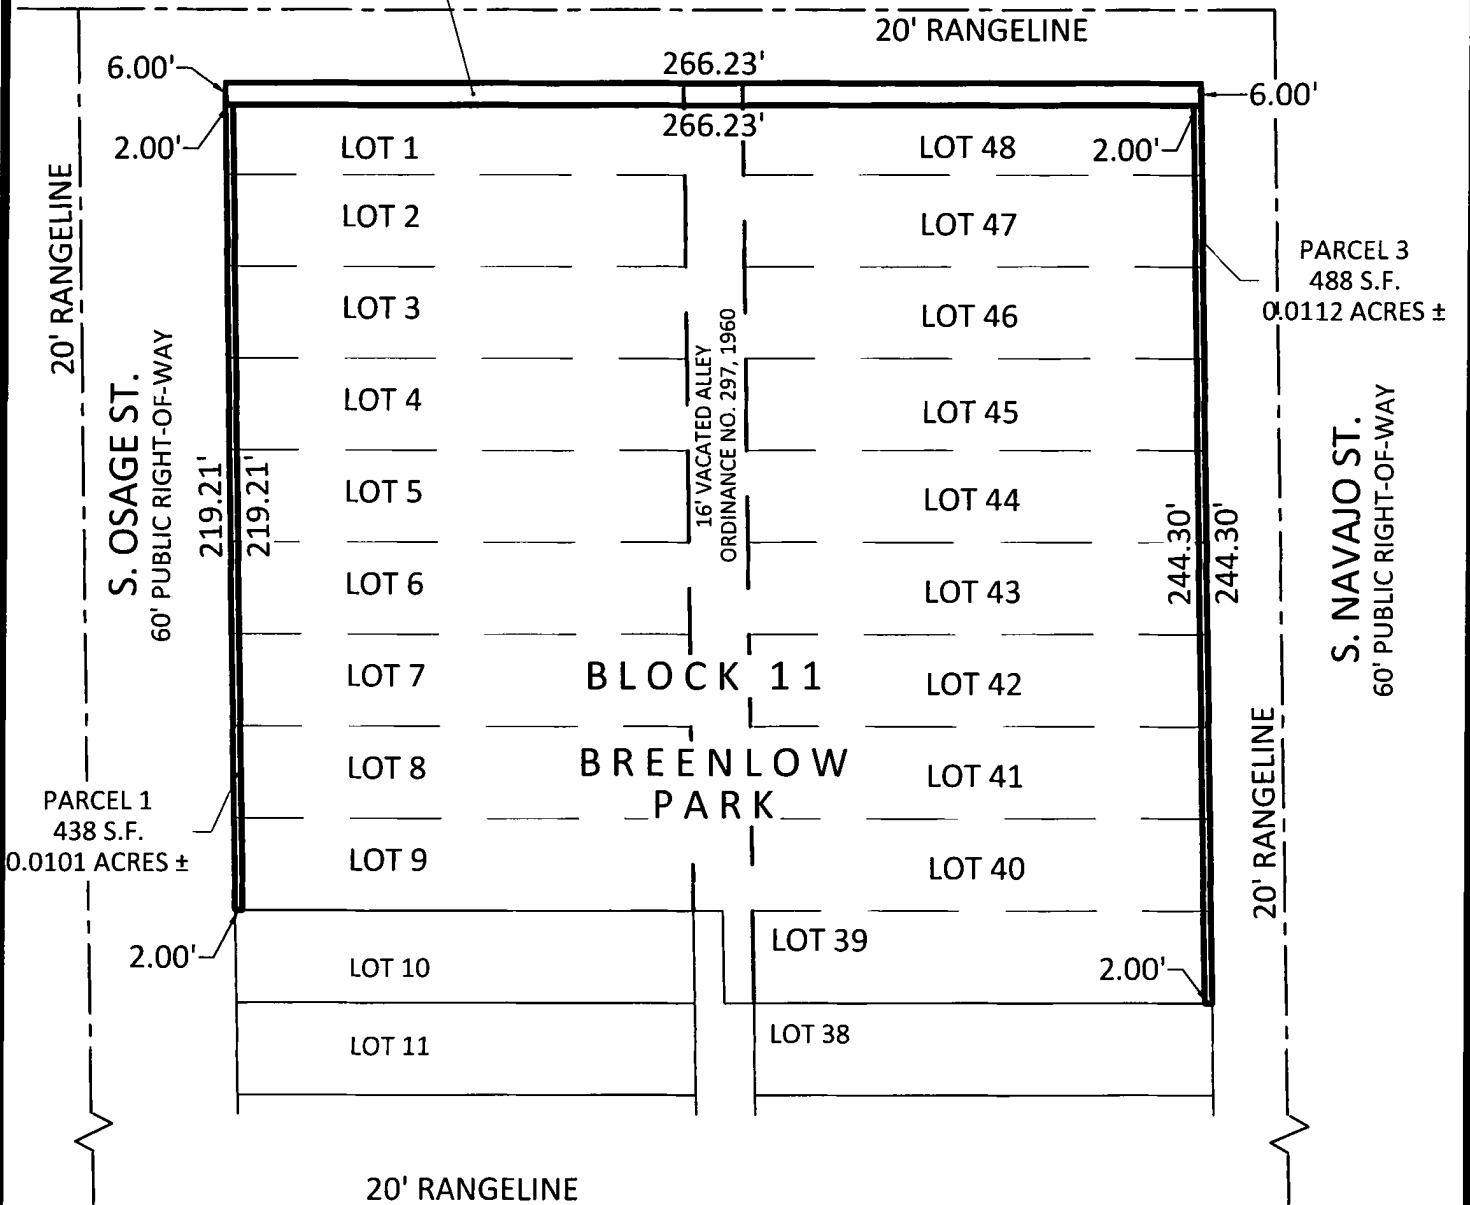 20' RANGELINE
6.00'
266.23'
6.00'
2.00'
266.23'
2.00'
LOT 1
LOT 48
20' RANGELINE
LOT 2
LOT 47
PARCEL 3
488 S.F.
0.0112 ACRES ±
LOT 3
LOT 46
16' VACATED ALLEY
ORDINANCE NO. 297, 1960
S. OSAGE ST.
60' PUBLIC RIGHT-OF-WAY
LOT 4
LOT 45
S. NAVAJO ST.
60' PUBLIC RIGHT-OF-WAY
219.21'
219.21'
LOT 5
LOT 44
244.30'
244.30'
LOT 6
LOT 43
LOT 7
BLOCK 11
LOT 42
LOT 8
BREENLOW
PARK
LOT 41
PARCEL 1
438 S.F.
0.0101 ACRES ±
20' RANGELINE
LOT 9
LOT 40
2.00'
LOT 10
LOT 39
2.00'
LOT 11
LOT 38
20' RANGELINE